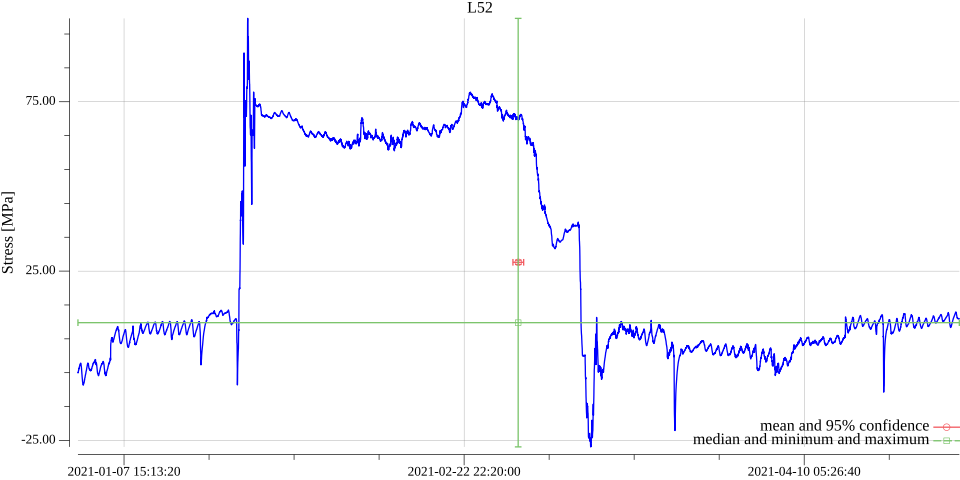 L52
75.00
25.00
-25.00
Stress [MPa]
mean and 95% confidence
median and minimum and maximum
2021-01-07 15:13:20
2021-02-22 22:20:00
2021-04-10 05:26:40